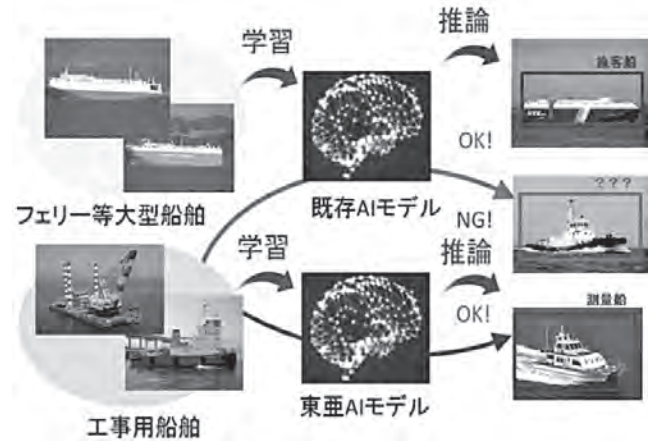 学習
推論
旅客船
OK!
フェリー等大型船舶
既存AIモデル
???
NG!
学習
推論
OK!
測量船
工事用船舶
東亜AIモデル